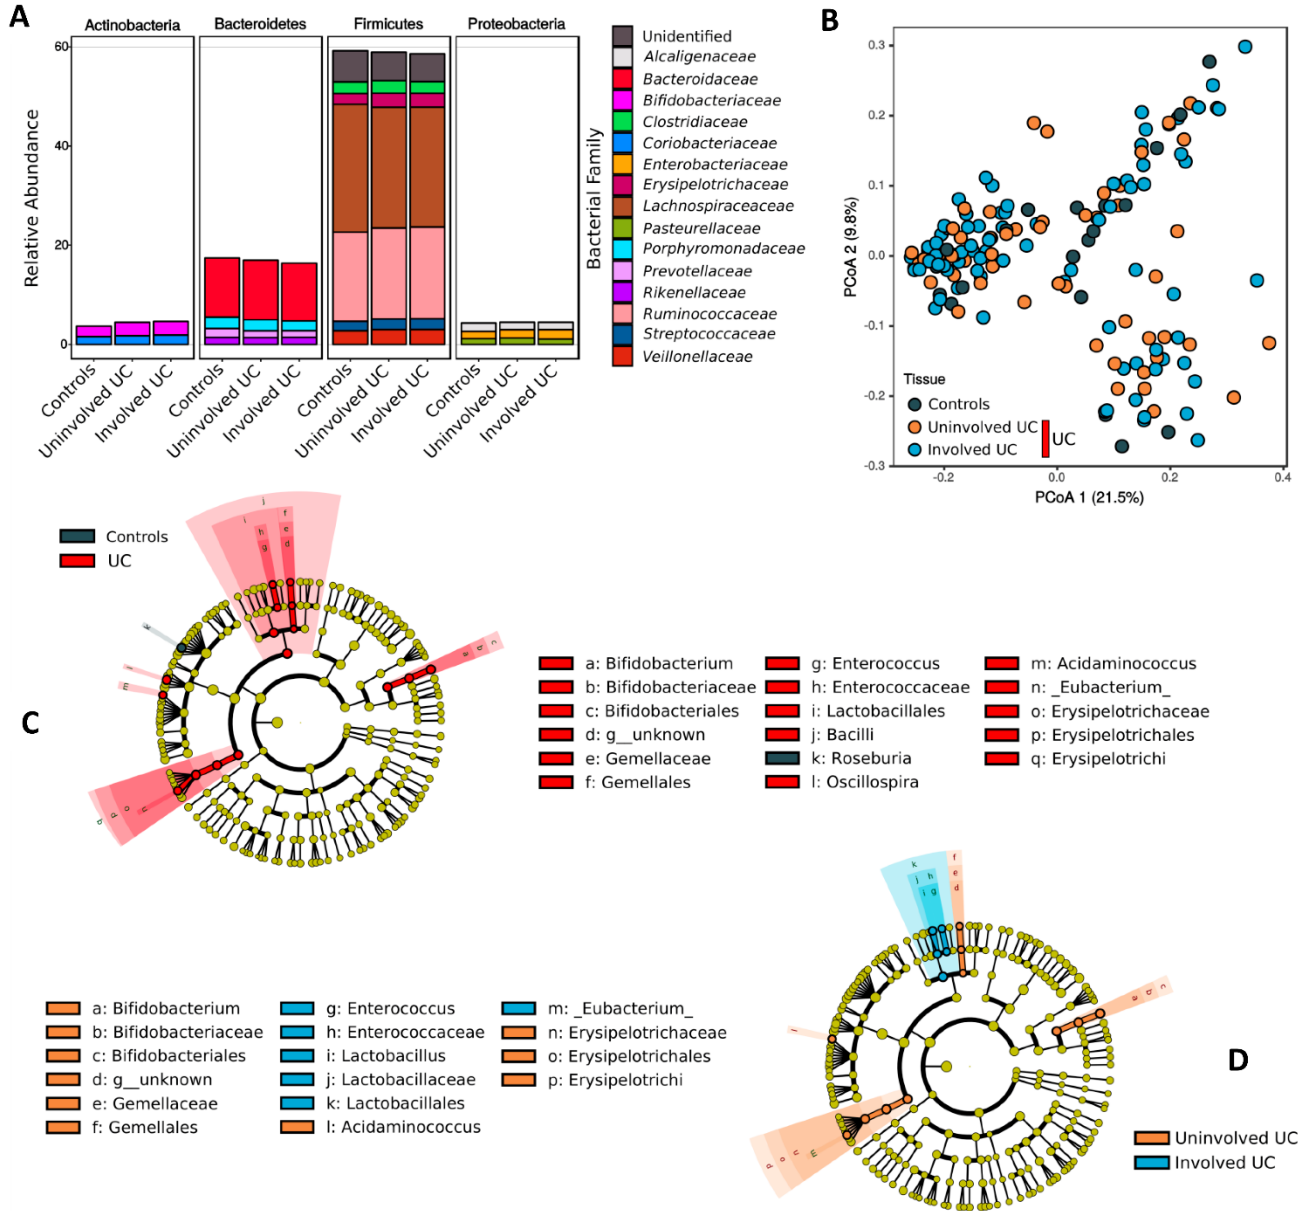 A
Actinobacteria
Bacteroidetes
Firmicutes
Proteobacteria
Relative Abundance
60
40
20
0
Controls
Uninvolved UC
Involved UC
Controls
Uninvolved UC
Involved UC
Controls
Uninvolved UC
Involved UC
Controls
Uninvolved UC
Involved UC
Bacterial Family
Unidentified
Alcaligenaceae
Bacteroidaceae
Bifidobacteriaceae
Clostridiaceae
Coriobacteriaceae
Enterobacteriaceae
Erysipelotrichaceae
Lachnospiraceaceae
Pasteurellaceae
Porphyromonadaceae
Prevotellaceae
Rikenellaceae
Ruminococcaceae
Streptococcaceae
Veillonellaceae
B
PCoA 2 (9.8%)
0.3
0.2
0.1
0.0
-0.1
-0.2
-0.3
Tissue
Controls
Uninvolved UC
Involved UC
UC
-0.2
0.0
0.2
0.4
PCoA 1 (21.5%)
C
Controls
UC
j
i
f
h
e
g
d
k
l
m
a
b
c
n
o
p
q
a: Bifidobacterium
b: Bifidobacteriaceae
c: Bifidobacteriales
d: g__unknown
e: Gemellaceae
f: Gemellales
g: Enterococcus
h: Enterococcaceae
i: Lactobacillales
j: Bacilli
k: Roseburia
l: Oscillospira
m: Acidaminococcus
n: _Eubacterium_
o: Erysipelotrichaceae
p: Erysipelotrichales
q: Erysipelotrichi
a: Bifidobacterium
b: Bifidobacteriaceae
c: Bifidobacteriales
d: g__unknown
e: Gemellaceae
f: Gemellales
g: Enterococcus
h: Enterococcaceae
i: Lactobacillus
j: Lactobacillaceae
k: Lactobacillales
l: Acidaminococcus
m: _Eubacterium_
n: Erysipelotrichaceae
o: Erysipelotrichales
p: Erysipelotrichi
k
f
j
h
e
i
g
d
l
a
b
c
m
n
o
p
D
Uninvolved UC
Involved UC